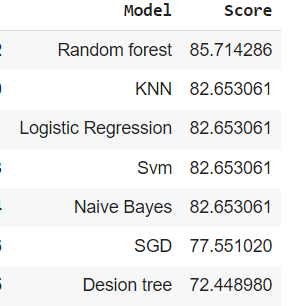 Model Score
Random forest 85.714286
KNN 82.653061
Logistic Regression 82.653061
Svm 82.653061
Naive Bayes 82.653061
SGD 77.551020
Desion tree 72.448980